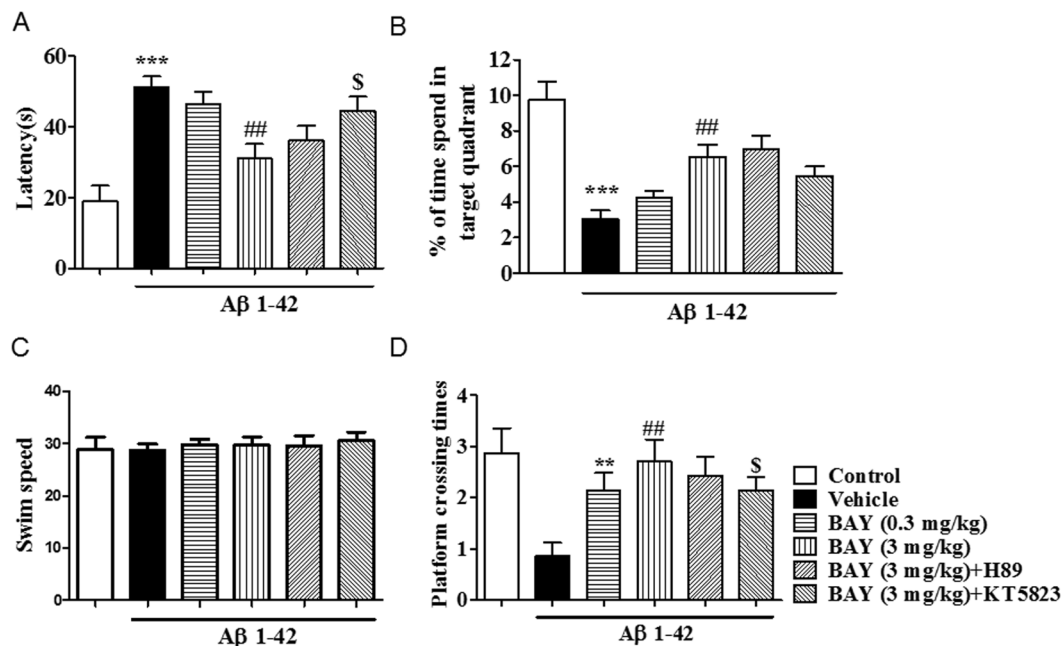 A
Latency(s)
60
40
20
0
***
##
$
Aβ 1-42
B
% of time spend in
target quadrant
12
10
8
6
4
2
0
***
##
Aβ 1-42
C
Swim speed
40
30
20
10
0
Aβ 1-42
D
Platform crossing times
4
3
2
1
0
**
##
$
Aβ 1-42
Control
Vehicle
BAY (0.3 mg/kg)
BAY (3 mg/kg)
BAY (3 mg/kg)+H89
BAY (3 mg/kg)+KT5823